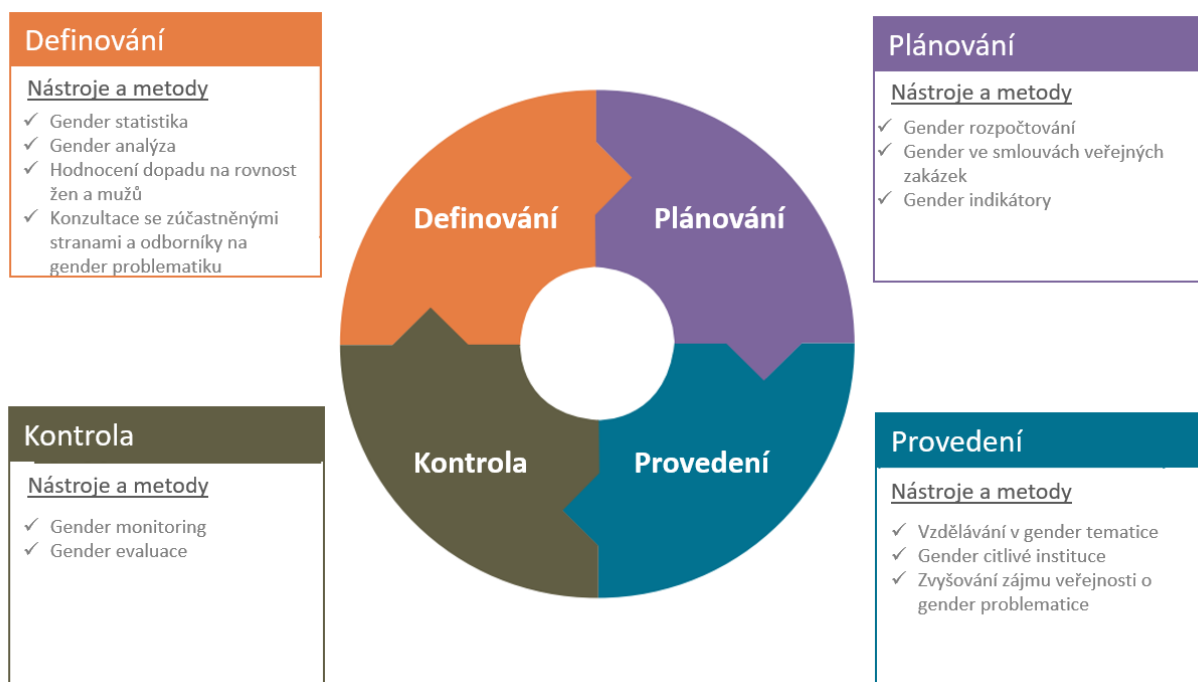 Definování
Nástroje a metody
✓ Gender statistika
✓ Gender analýza
✓ Hodnocení dopadu na rovnost
žen a mužů
✓ Konzultace se zúčastněnými
stranami a odborníky na
gender problematiku
Plánování
Nástroje a metody
✓ Gender rozpočtování
✓ Gender ve smlouvách veřejných
zakázek
✓ Gender indikátory
Definování
Plánování
Kontrola
Provedení
Kontrola
Nástroje a metody
✓ Gender monitoring
✓ Gender evaluace
Provedení
Nástroje a metody
✓ Vzdělávání v gender tematice
✓ Gender citlivé instituce
✓ Zvyšování zájmu veřejnosti o
gender problematice